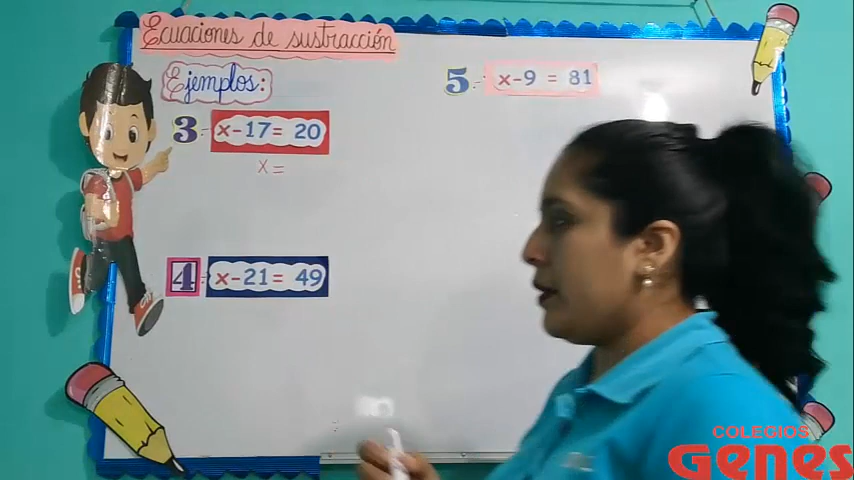 Ecuaciones de sustracción
Ejemplos:
3 x-17= 20
x =
4 x-21= 49
5 x-9 = 81
COLEGIOS
Genes